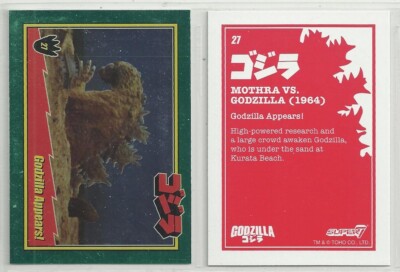 27
Godzilla Appears!
ゴジラ
27
ゴジラ
MOTHRA VS.
GODZILLA (1964)
Godzilla Appears!
High-powered research and
a large crowd awaken Godzilla,
who is under the sand at
Kurata Beach.
GODZILLA
ゴジラ
SUPER7
TM & © TOHO CO., LTD.